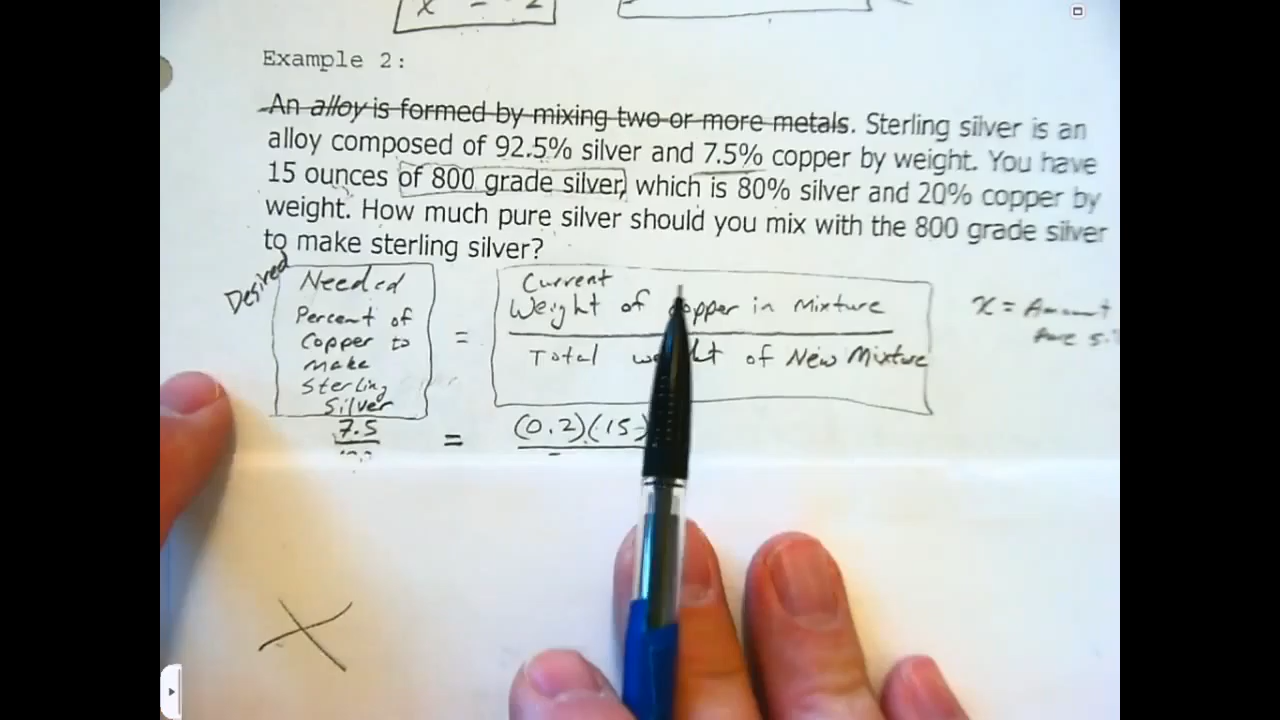 x = 2
Example 2:
An alloy is formed by mixing two or more metals. Sterling silver is an
alloy composed of 92.5% silver and 7.5% copper by weight. You have
15 ounces of 800 grade silver, which is 80% silver and 20% copper by
weight. How much pure silver should you mix with the 800 grade silver
to make sterling silver?
Desired
Needed
Percent of
Copper to
make
Sterling
Silver
=
Current
Weight of Copper in Mixture
Total weight of New Mixture
x = Amount
Pure
7.5
=
(0.2)(15)
X